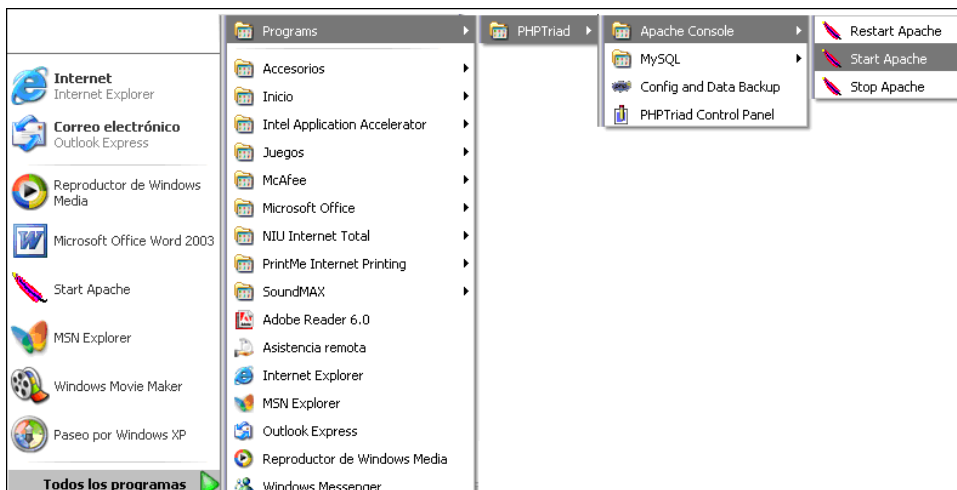 Internet
Internet Explorer
Correo electrónico
Outlook Express
Reproductor de Windows
Media
Microsoft Office Word 2003
Start Apache
MSN Explorer
Windows Movie Maker
Paseo por Windows XP
Todos los programas
Programs
Accesorios
Inicio
Intel Application Accelerator
Juegos
McAfee
Microsoft Office
NIU Internet Total
PrintMe Internet Printing
SoundMAX
Adobe Reader 6.0
Asistencia remota
Internet Explorer
MSN Explorer
Outlook Express
Reproductor de Windows Media
Windows Messenger
PHPTriad
Apache Console
MySQL
Config and Data Backup
PHPTriad Control Panel
Restart Apache
Start Apache
Stop Apache